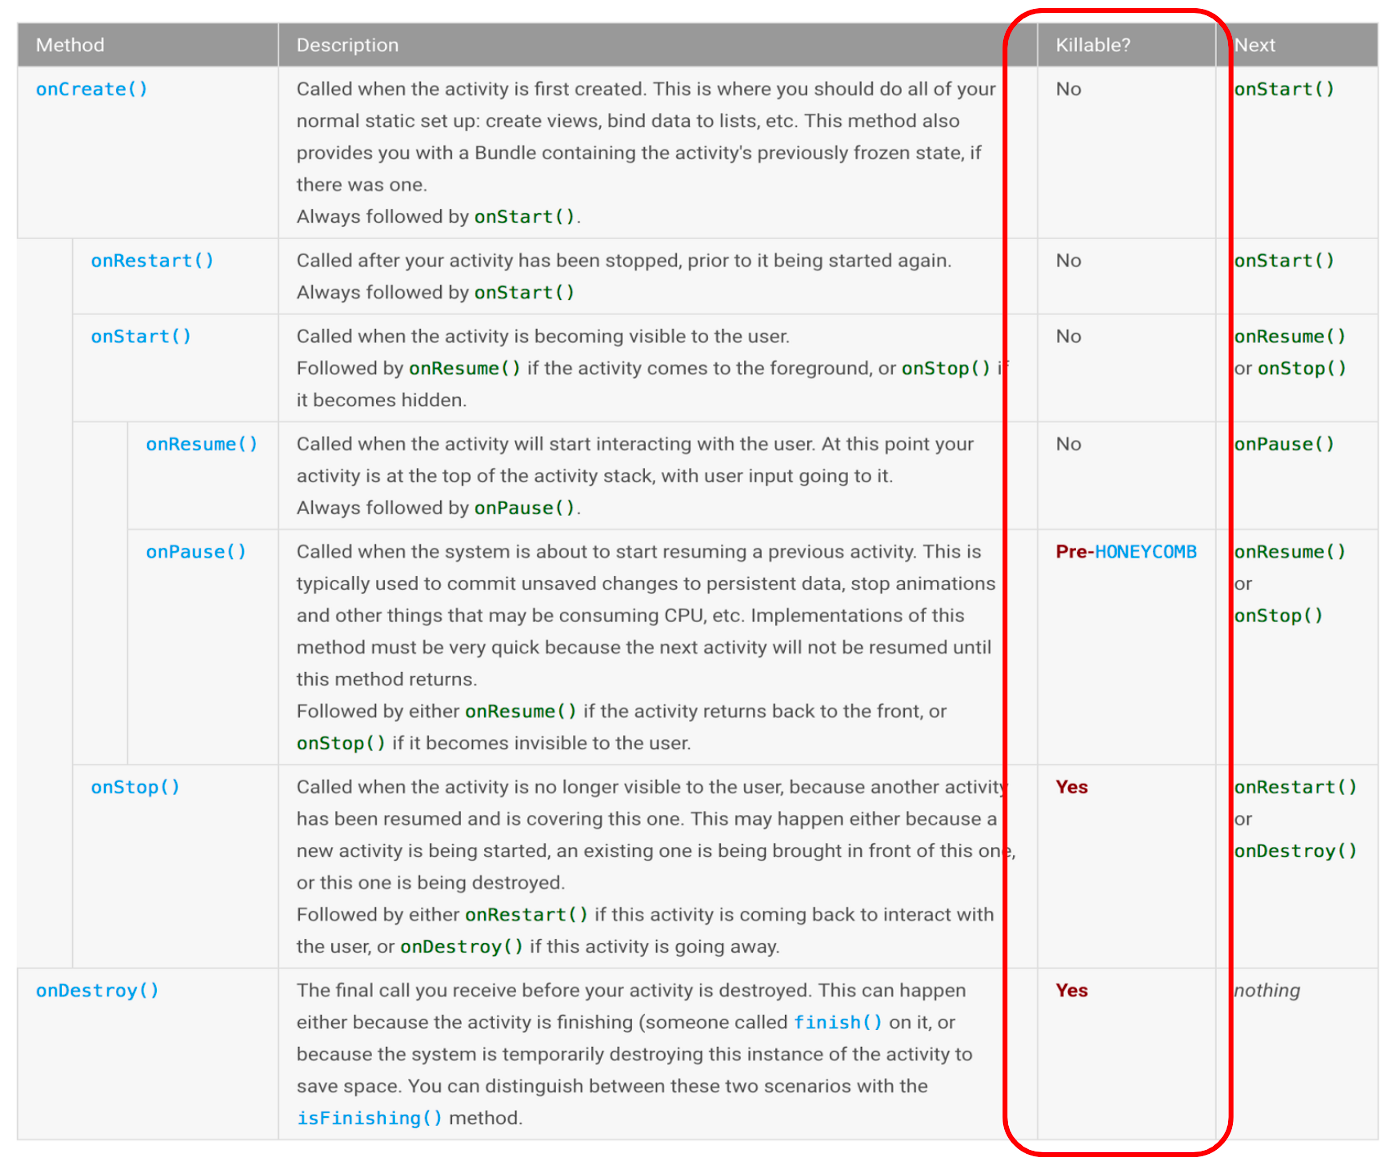 Method Description Killable? Next
onCreate() Called when the activity is first created. This is where you should do all of your No onStart()
normal static set up: create views, bind data to lists, etc. This method also
provides you with a Bundle containing the activity's previously frozen state, if
there was one.
Always followed by onStart().
onRestart() Called after your activity has been stopped, prior to it being started again. No onStart()
Always followed by onStart()
onStart() Called when the activity is becoming visible to the user. No onResume()
Followed by onResume() if the activity comes to the foreground, or onStop() if or onStop()
it becomes hidden.
onResume() Called when the activity will start interacting with the user. At this point your No onPause()
activity is at the top of the activity stack, with user input going to it.
Always followed by onPause().
onPause() Called when the system is about to start resuming a previous activity. This is Pre-HONEYCOMB onResume()
typically used to commit unsaved changes to persistent data, stop animations or
and other things that may be consuming CPU, etc. Implementations of this onStop()
method must be very quick because the next activity will not be resumed until
this method returns.
Followed by either onResume() if the activity returns back to the front, or
onStop() if it becomes invisible to the user.
onStop() Called when the activity is no longer visible to the user, because another activity Yes onRestart()
has been resumed and is covering this one. This may happen either because a or
new activity is being started, an existing one is being brought in front of this one, onDestroy()
or this one is being destroyed.
Followed by either onRestart() if this activity is coming back to interact with
the user, or onDestroy() if this activity is going away.
onDestroy() The final call you receive before your activity is destroyed. This can happen Yes nothing
either because the activity is finishing (someone called finish() on it, or
because the system is temporarily destroying this instance of the activity to
save space. You can distinguish between these two scenarios with the
isFinishing() method.